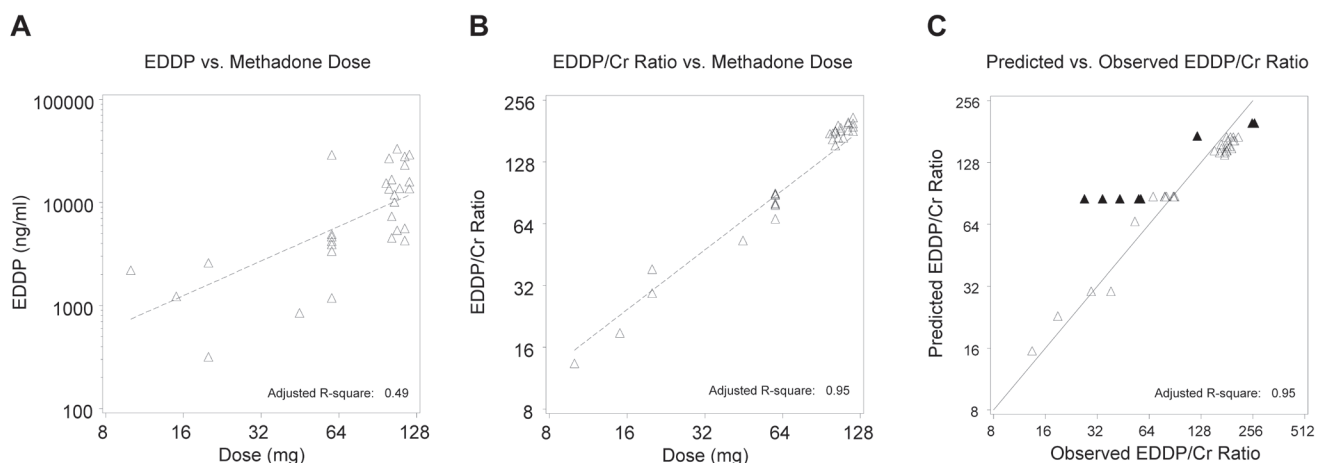 A
EDDP vs. Methadone Dose
100000
10000
1000
100
EDDP (ng/ml)
Adjusted R-square: 0.49
8 16 32 64 128
Dose (mg)
B
EDDP/Cr Ratio vs. Methadone Dose
256
128
64
32
16
8
EDDP/Cr Ratio
Adjusted R-square: 0.95
8 16 32 64 128
Dose (mg)
C
Predicted vs. Observed EDDP/Cr Ratio
256
128
64
32
16
8
Predicted EDDP/Cr Ratio
Adjusted R-square: 0.95
8 16 32 64 128 256 512
Observed EDDP/Cr Ratio